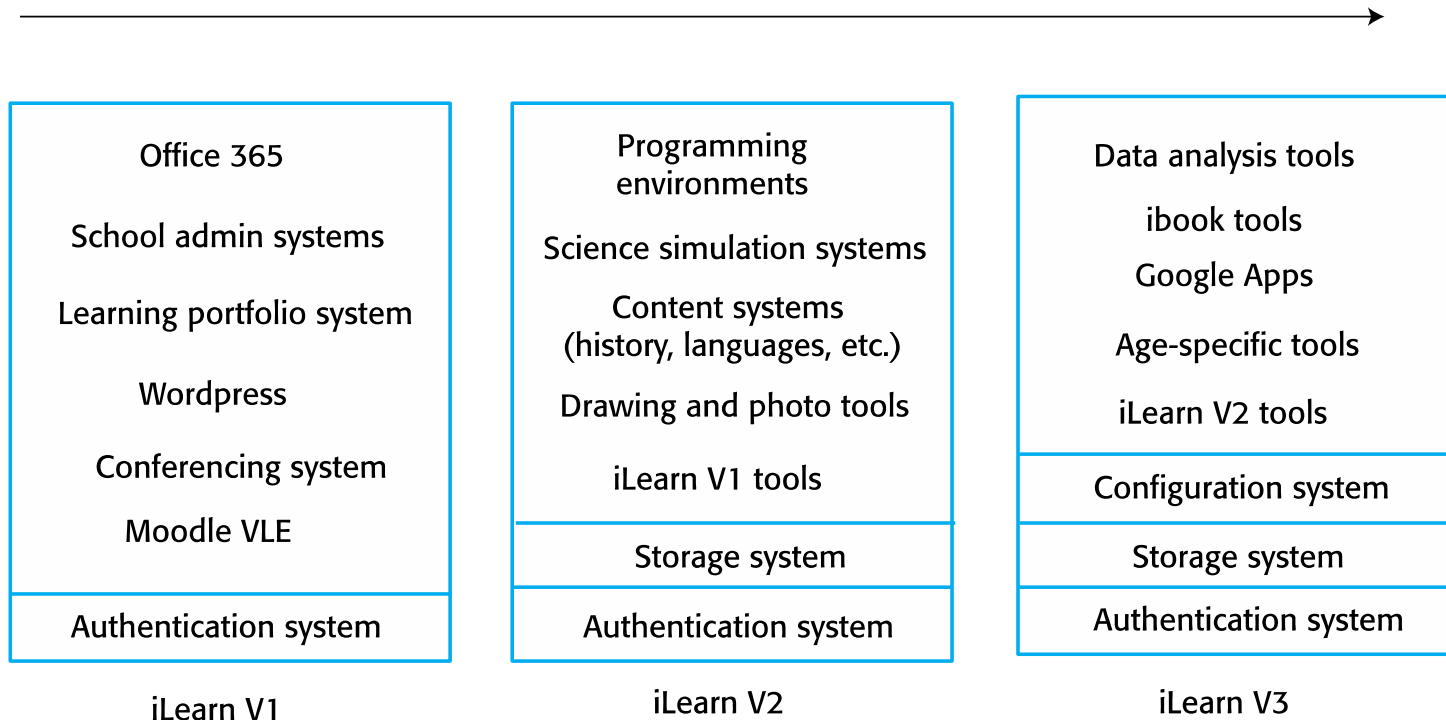 Office 365
School admin systems
Learning portfolio system
Wordpress
Conferencing system
Moodle VLE
Authentication system
iLearn V1
Programming
environments
Science simulation systems
Content systems
(history, languages, etc.)
Drawing and photo tools
iLearn V1 tools
Storage system
Authentication system
iLearn V2
Data analysis tools
ibook tools
Google Apps
Age-specific tools
iLearn V2 tools
Configuration system
Storage system
Authentication system
iLearn V3